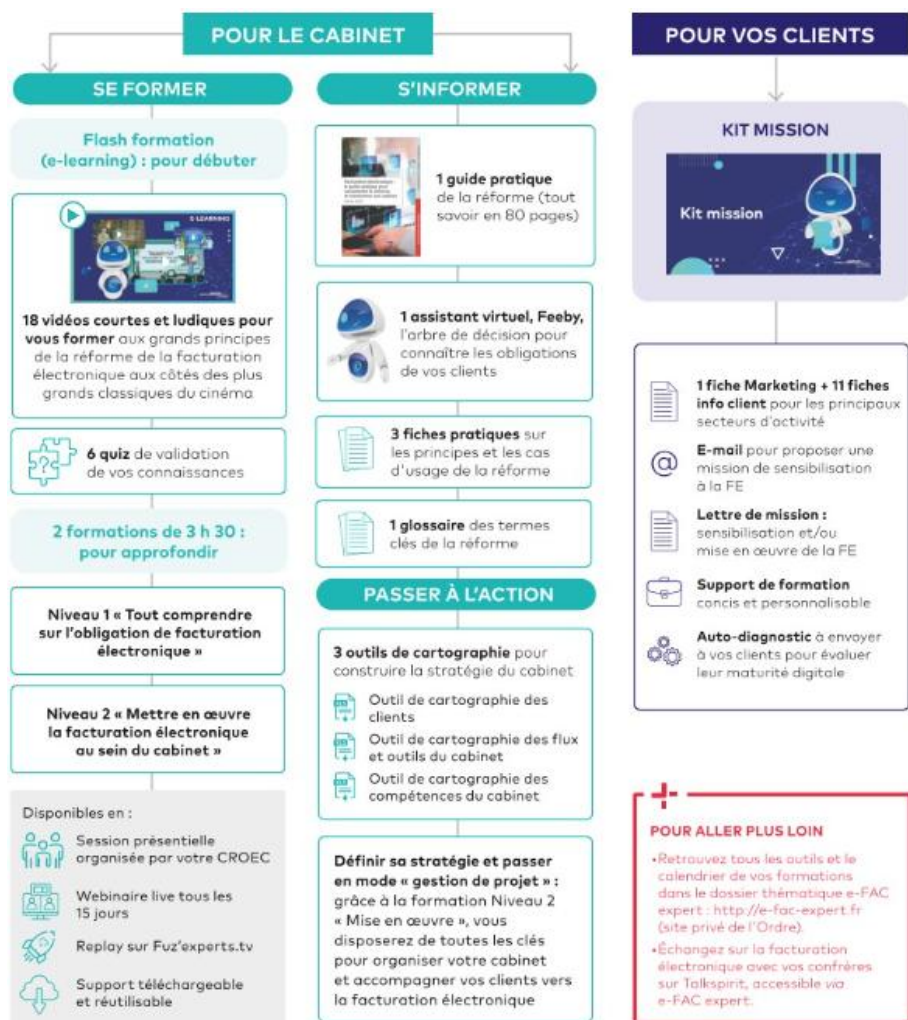 POUR LE CABINET
SE FORMER
Flash formation
(e-learning) : pour débuter
E-LEARNING
18 vidéos courtes et ludiques pour
vous former aux grands principes
de la réforme de la facturation
électronique aux côtés des plus
grands classiques du cinéma
6 quiz de validation
de vos connaissances
2 formations de 3 h 30 :
pour approfondir
Niveau 1 « Tout comprendre
sur l'obligation de facturation
électronique »
Niveau 2 « Mettre en œuvre
la facturation électronique
au sein du cabinet »
Disponibles en :
Session présentielle
organisée par votre CROEC
Webinaire live tous les
15 jours
Replay sur Fuz'experts.tv
Support téléchargeable
et réutilisable
S'INFORMER
1 guide pratique
de la réforme (tout
savoir en 80 pages)
1 assistant virtuel, Feeby,
l'arbre de décision pour
connaître les obligations
de vos clients
3 fiches pratiques sur
les principes et les cas
d'usage de la réforme
1 glossaire des termes
clés de la réforme
PASSER À L'ACTION
3 outils de cartographie pour
construire la stratégie du cabinet
Outil de cartographie des
clients
Outil de cartographie des flux
et outils du cabinet
Outil de cartographie des
compétences du cabinet
Définir sa stratégie et passer
en mode « gestion de projet » :
grâce à la formation Niveau 2
« Mise en œuvre », vous
disposerez de toutes les clés
pour organiser votre cabinet
et accompagner vos clients vers
la facturation électronique
POUR VOS CLIENTS
KIT MISSION
Kit mission
1 fiche Marketing + 11 fiches
info client pour les principaux
secteurs d'activité
@
E-mail pour proposer une
mission de sensibilisation
à la FE
Lettre de mission :
sensibilisation et/ou
mise en œuvre de la FE
Support de formation
concis et personnalisable
Auto-diagnostic à envoyer
à vos clients pour évaluer
leur maturité digitale
POUR ALLER PLUS LOIN
•Retrouvez tous les outils et le
calendrier de vos formations
dans le dossier thématique e-FAC
expert : http://e-fac-expert.fr
(site privé de l'Ordre).
•Échangez sur la facturation
électronique avec vos confrères
sur Talkspirit, accessible via
e-FAC expert.